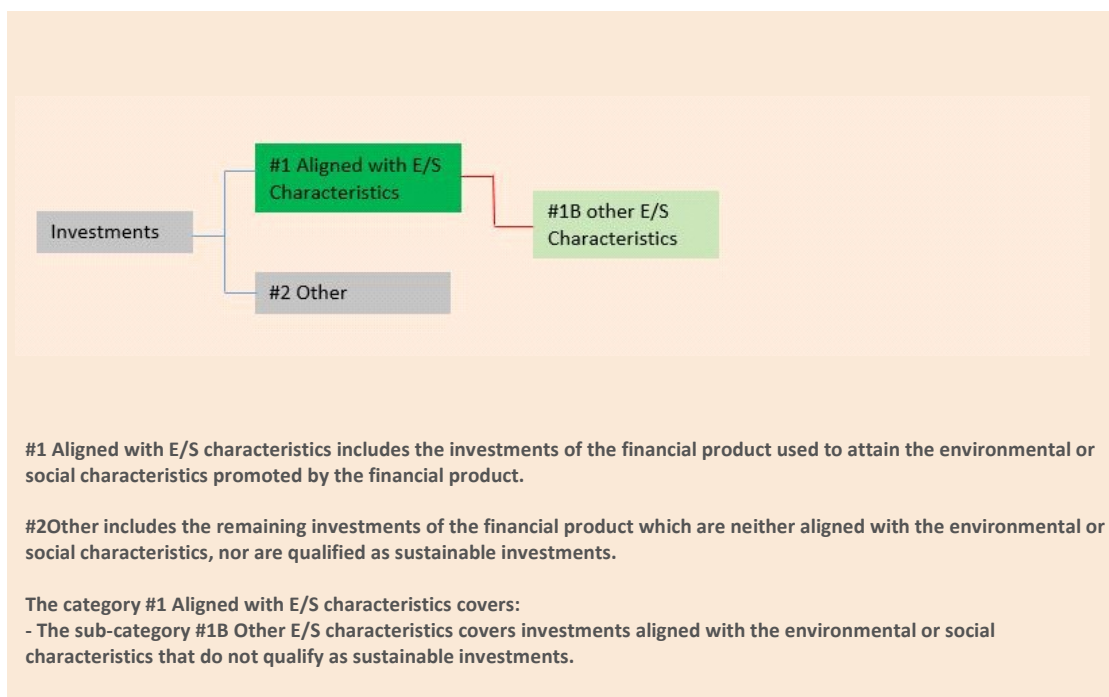 #1 Aligned with E/S
Characteristics
Investments
#1B other E/S
Characteristics
#2 Other
#1 Aligned with E/S characteristics includes the investments of the financial product used to attain the environmental or
social characteristics promoted by the financial product.
#2Other includes the remaining investments of the financial product which are neither aligned with the environmental or
social characteristics, nor are qualified as sustainable investments.
The category #1 Aligned with E/S characteristics covers:
- The sub-category #1B Other E/S characteristics covers investments aligned with the environmental or social
characteristics that do not qualify as sustainable investments.